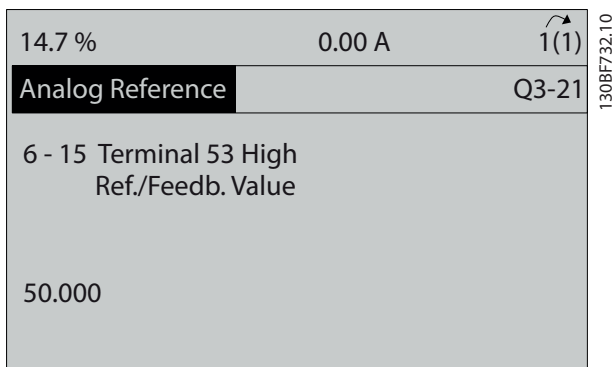 14.7 % 0.00 A 1(1)
Analog Reference Q3-21
6 - 15 Terminal 53 High
Ref./Feedb. Value
50.000
130BF732.10